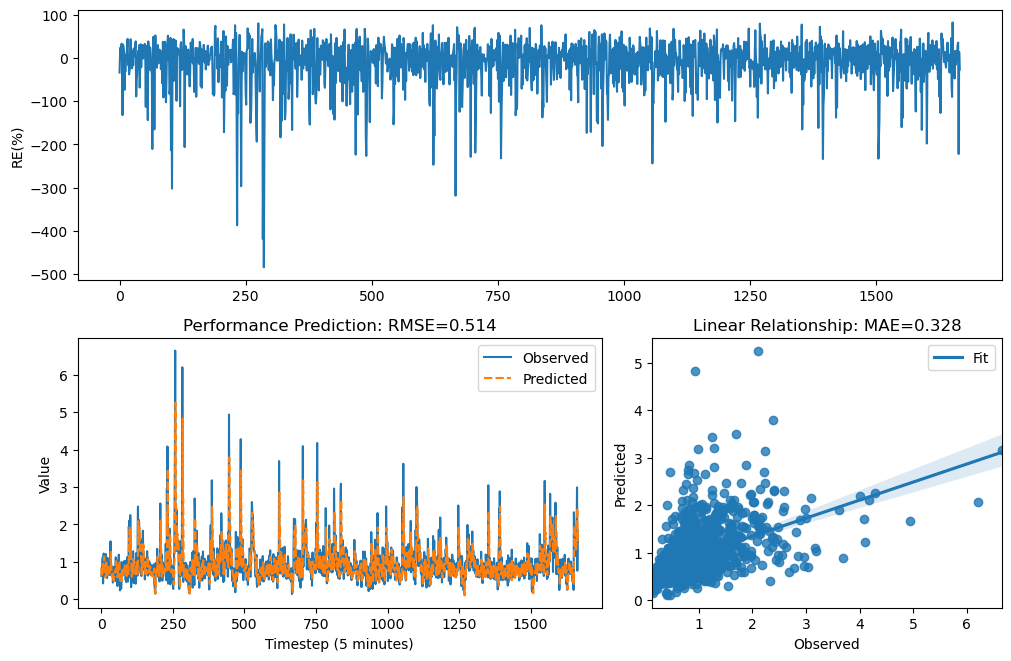 100
0
−100
−200
−300
−400
−500
RE(%)
0 250 500 750 1000 1250 1500
Performance Prediction: RMSE=0.514
Observed
Predicted
6
5
4
3
2
1
0
Value
0 250 500 750 1000 1250 1500
Timestep (5 minutes)
Linear Relationship: MAE=0.328
Fit
5
4
3
2
1
0
Predicted
1 2 3 4 5 6
Observed